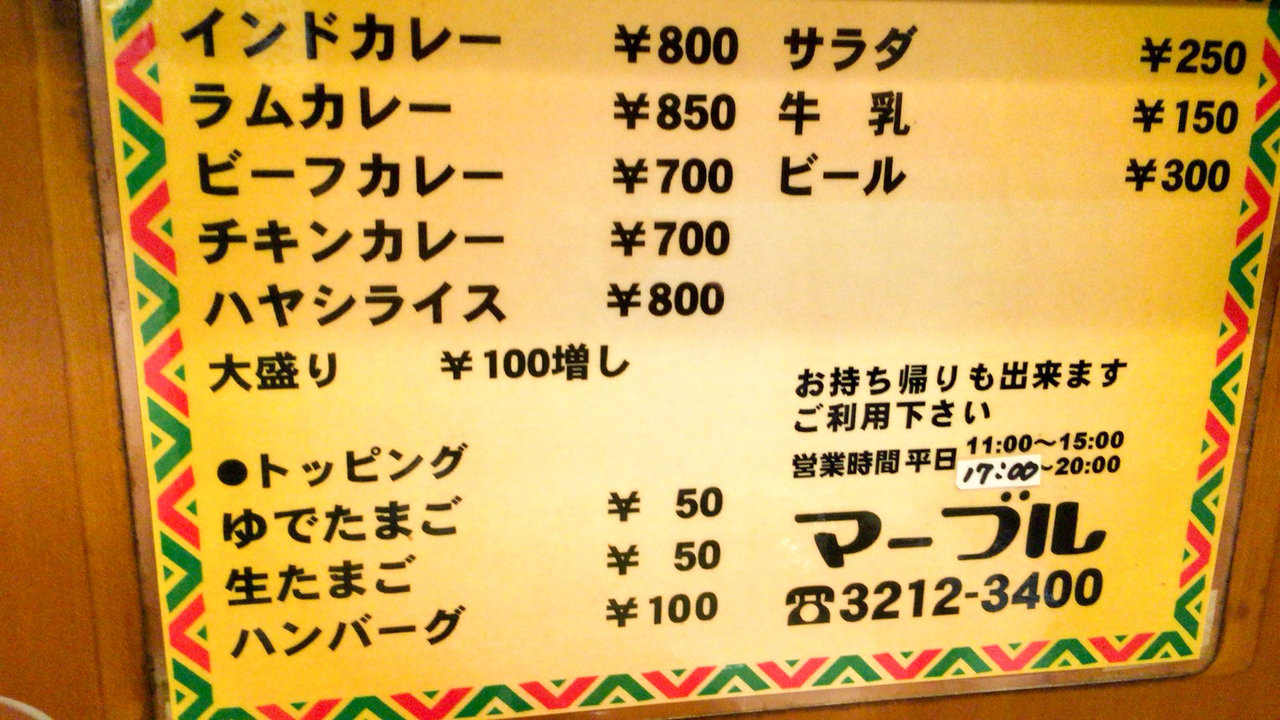 インドカレー ¥800
ラムカレー ¥850
ビーフカレー ¥700
チキンカレー ¥700
ハヤシライス ¥800
大盛り ¥100増し
●トッピング
ゆでたまご ¥ 50
生たまご ¥ 50
ハンバーグ ¥100
サラダ ¥250
牛 乳 ¥150
ビール ¥300
お持ち帰りも出来ます
ご利用下さい
営業時間 平日 11:00〜15:00
17:00〜20:00
マーブル
☎3212-3400